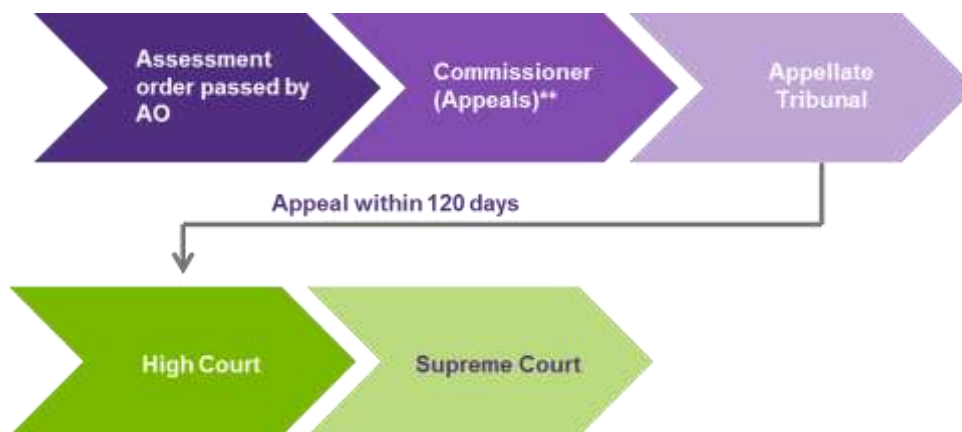 Assessment
order passed by
AO
Commissioner
(Appeals)**
Appellate
Tribunal
Appeal within 120 days
High Court
Supreme Court